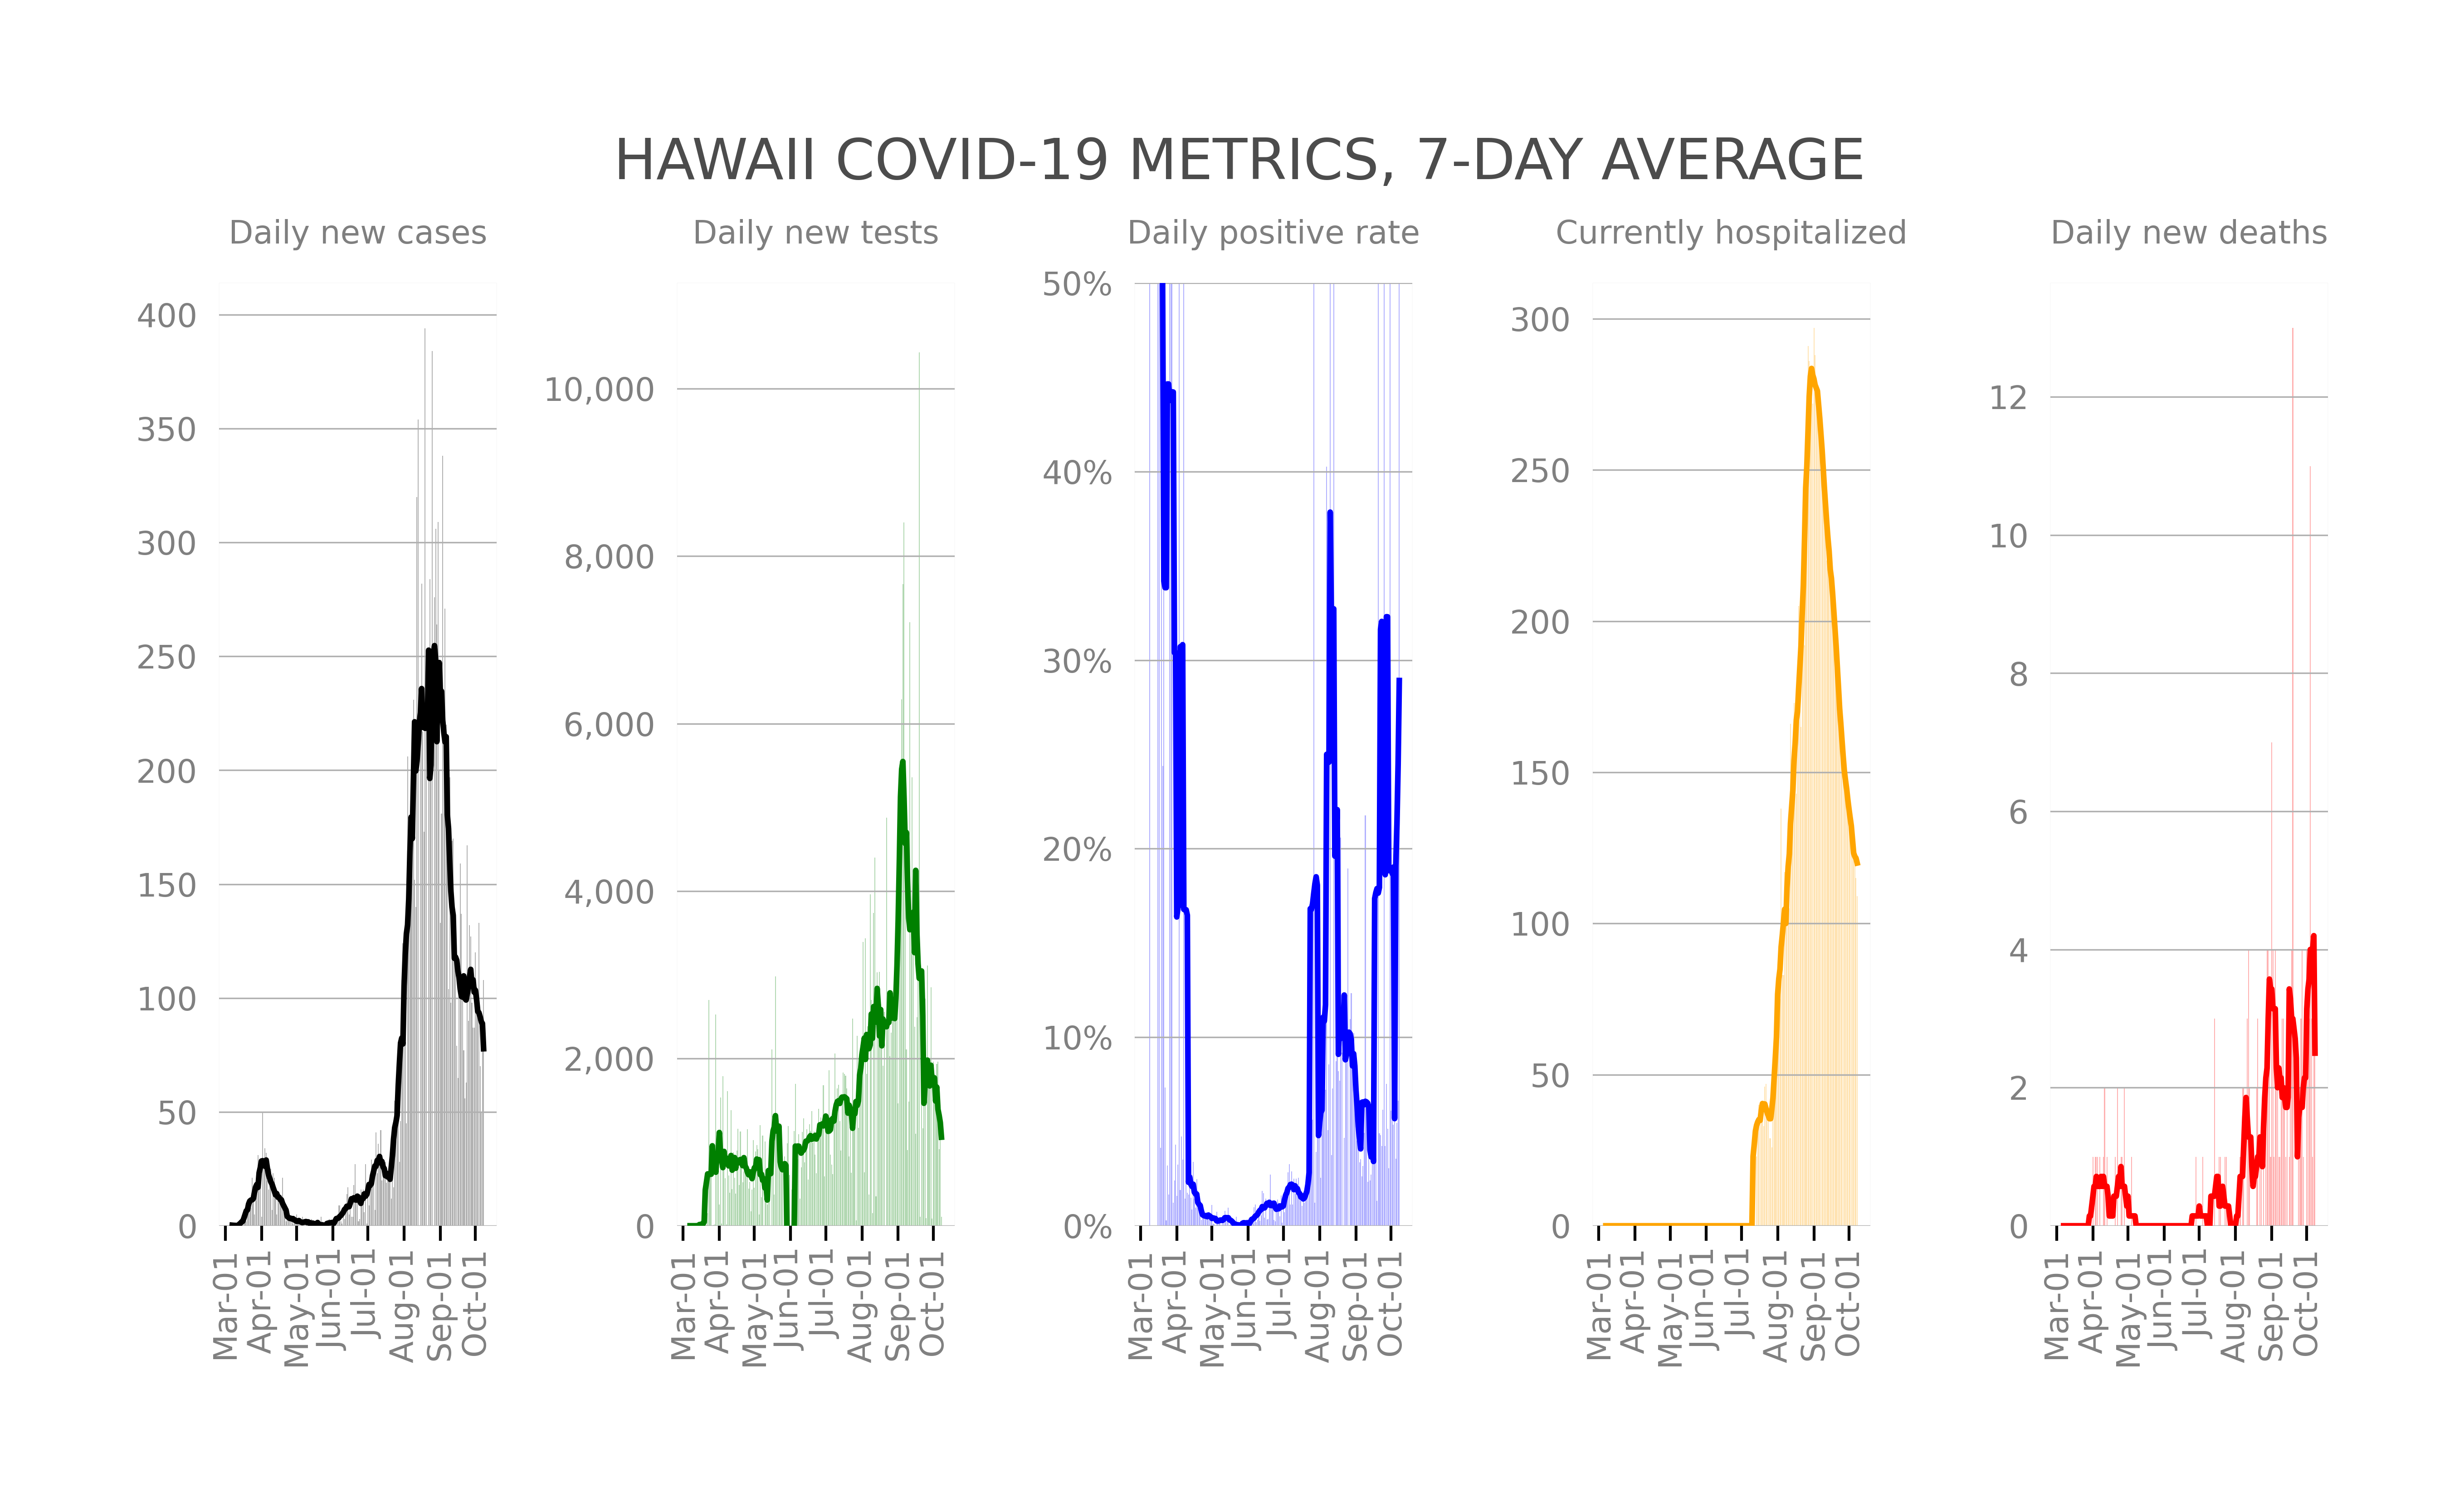 HAWAII COVID-19 METRICS, 7-DAY AVERAGE
Daily new cases
400
350
300
250
200
150
100
50
0
Mar-01
Apr-01
May-01
Jun-01
Jul-01
Aug-01
Sep-01
Oct-01
Daily new tests
10,000
8,000
6,000
4,000
2,000
0
Mar-01
Apr-01
May-01
Jun-01
Jul-01
Aug-01
Sep-01
Oct-01
Daily positive rate
50%
40%
30%
20%
10%
0%
Mar-01
Apr-01
May-01
Jun-01
Jul-01
Aug-01
Sep-01
Oct-01
Currently hospitalized
300
250
200
150
100
50
0
Mar-01
Apr-01
May-01
Jun-01
Jul-01
Aug-01
Sep-01
Oct-01
Daily new deaths
12
10
8
6
4
2
0
Mar-01
Apr-01
May-01
Jun-01
Jul-01
Aug-01
Sep-01
Oct-01